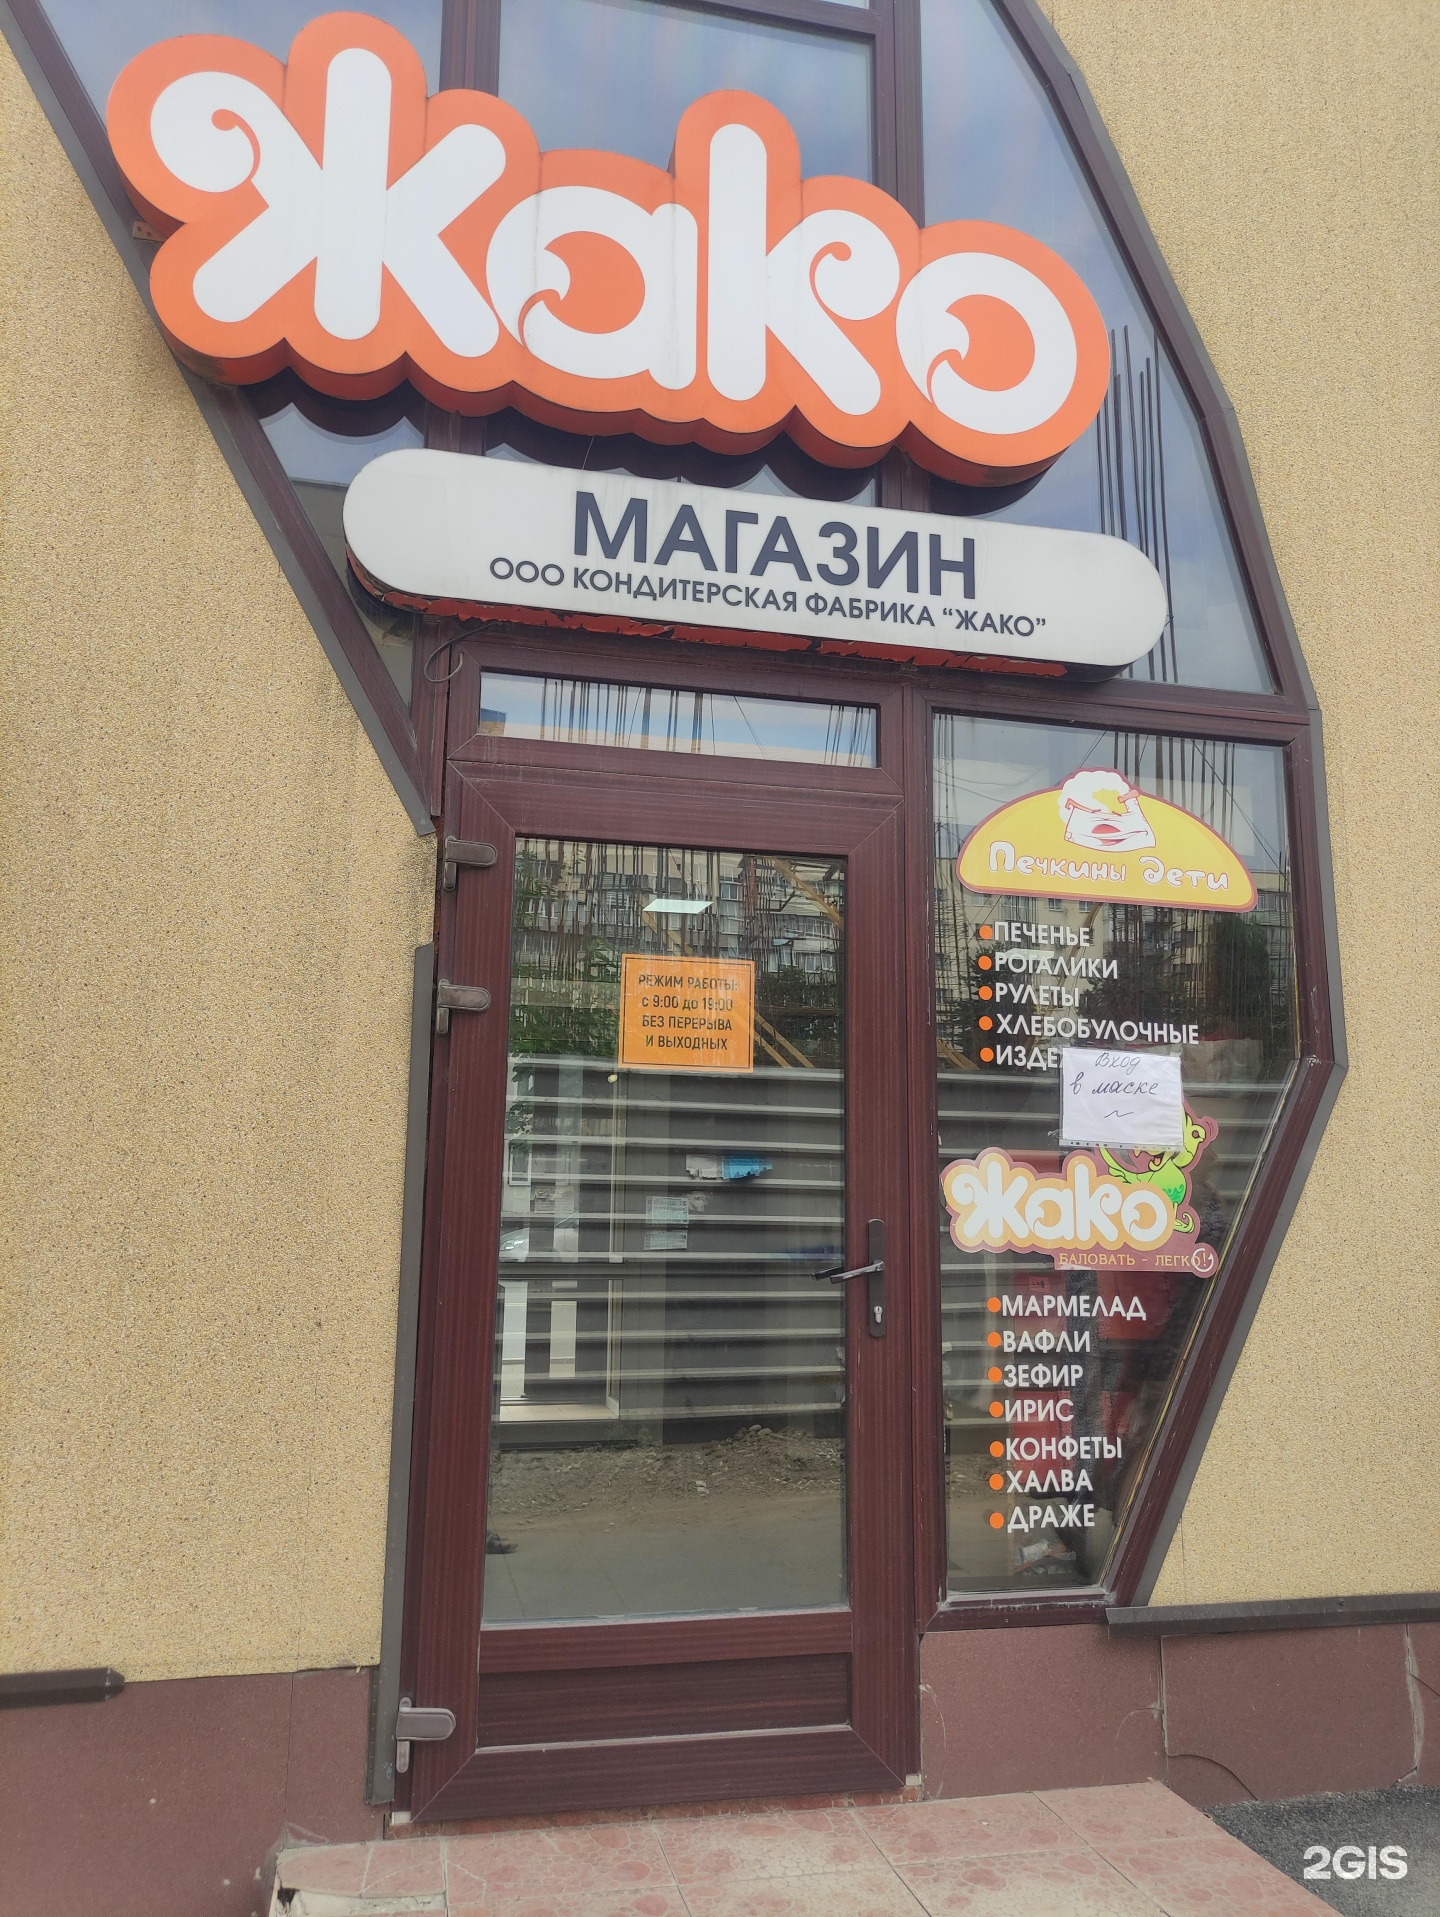 Жако
МАГАЗИН
ООО КОНДИТЕРСКАЯ ФАБРИКА "ЖАКО"
РЕЖИМ РАБОТЫ:
с 9:00 до 19:00
БЕЗ ПЕРЕРЫВА
И ВЫХОДНЫХ
Печкины дети
ПЕЧЕНЬЕ
РОГАЛИКИ
РУЛЕТЫ
ХЛЕБОБУЛОЧНЫЕ
Вход
в маске
Жако
БАЛОВАТЬ - ЛЕГКО!
МАРМЕЛАД
ВАФЛИ
ЗЕФИР
ИРИС
КОНФЕТЫ
ХАЛВА
ДРАЖЕ
2GIS